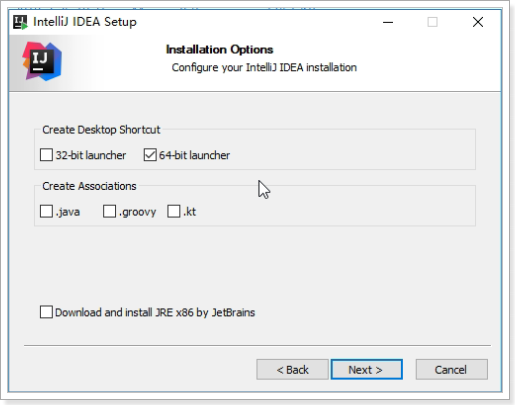 IntelliJ IDEA Setup
Installation Options
Configure your IntelliJ IDEA installation
Create Desktop Shortcut
32-bit launcher 64-bit launcher
Create Associations
.java .groovy .kt
Download and install JRE x86 by JetBrains
< Back Next > Cancel